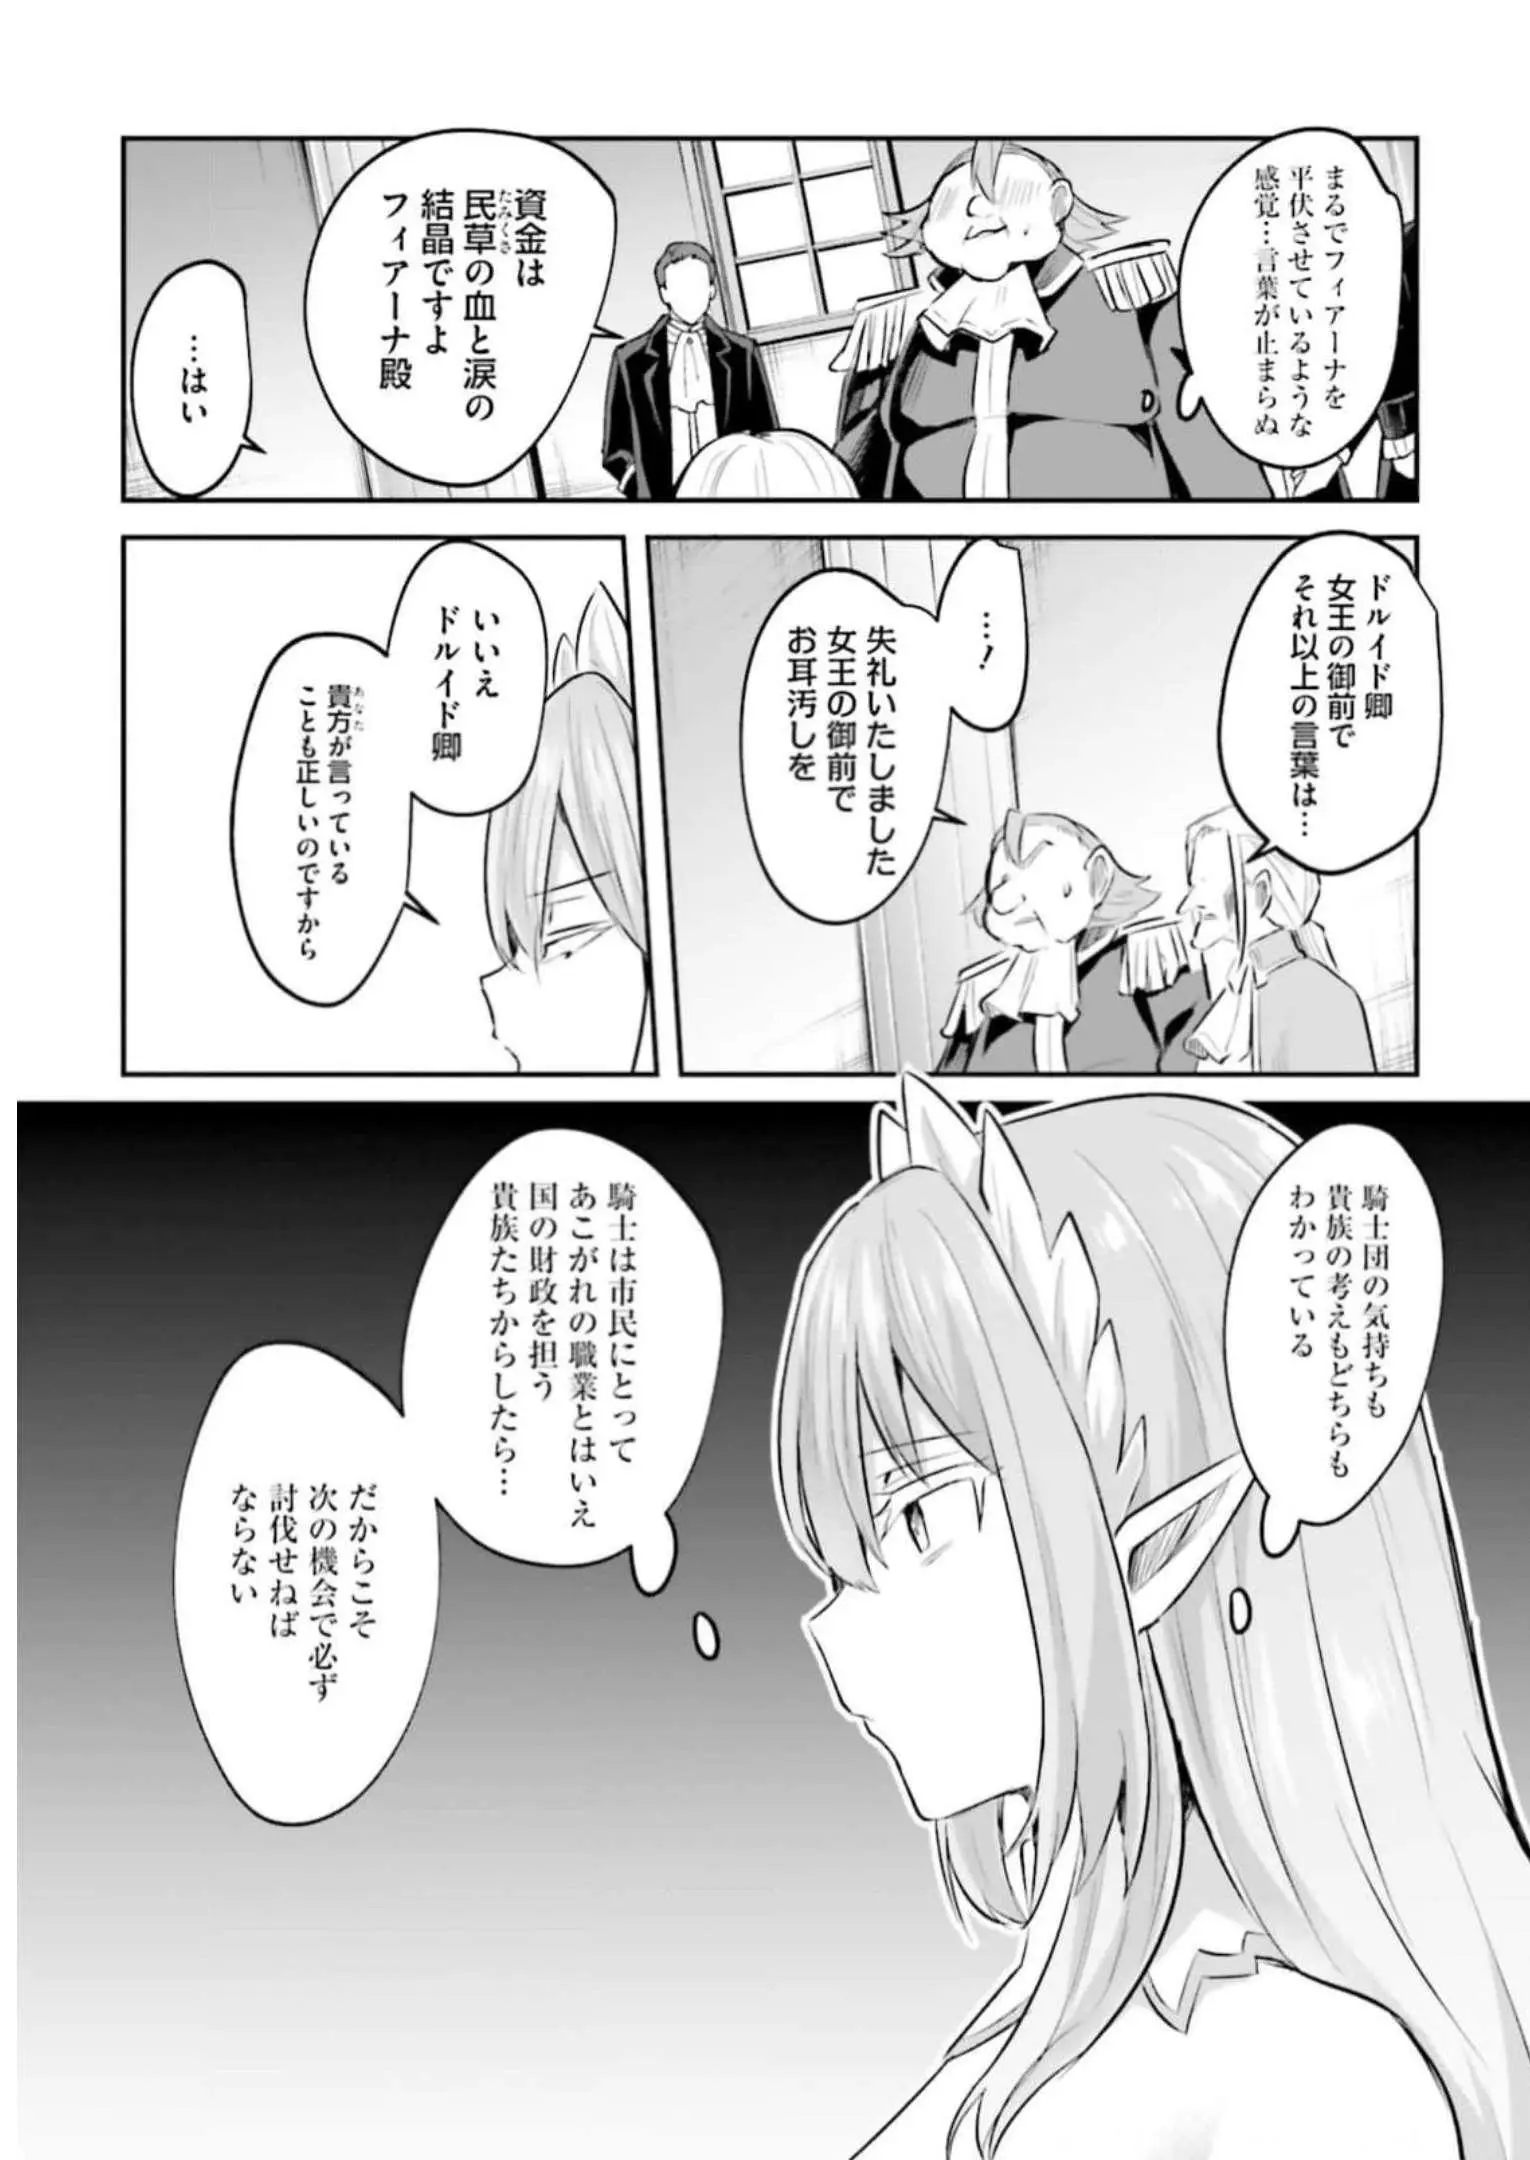 まるでフィアーナを
平伏させているような
感覚…言葉が止まらぬ
資金は
民草の血と涙の
たみくさ
結晶ですよ
フィアーナ殿
…はい
ドルイド卿
女王の御前で
それ以上の言葉は…
…!
失礼いたしました
女王の御前で
お耳汚しを
いいえ
ドルイド卿
貴方が言っている
あなた
ことも正しいのですから
騎士団の気持ちも
貴族の考えもどちらも
わかっている
騎士は市民にとって
あこがれの職業とはいえ
国の財政を担う
貴族たちからしたら…
だからこそ
次の機会で必ず
討伐せねば
ならない